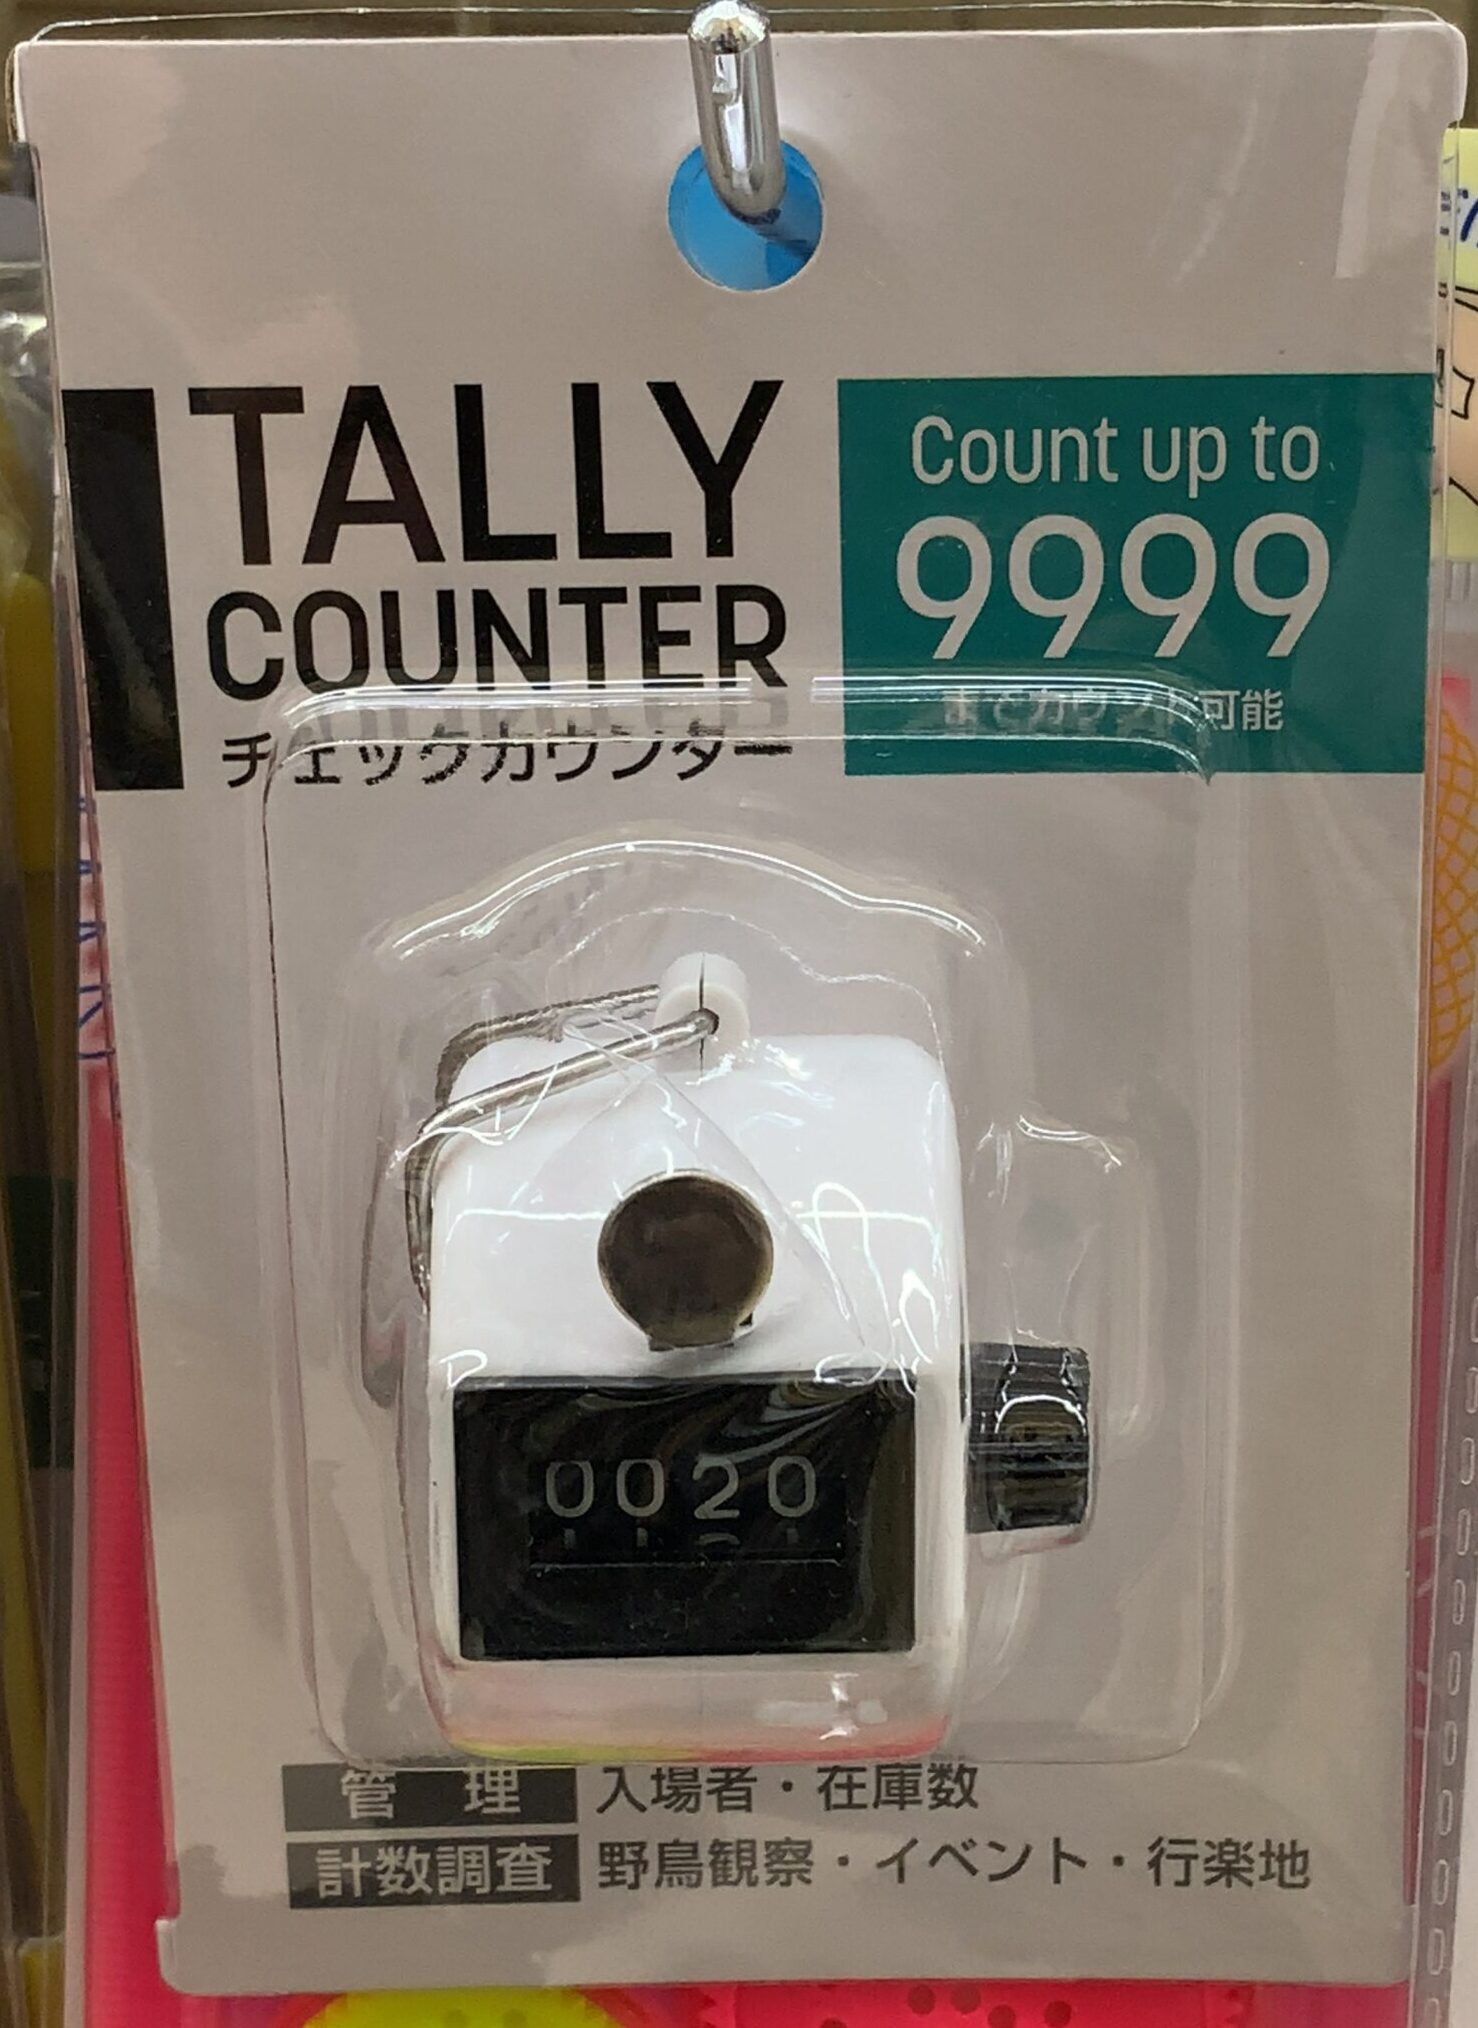 TALLY
COUNTER
チェックカウンター
Count up to
9999
までカウント可能
0020
管 理 入場者・在庫数
計数調査 野鳥観察・イベント・行楽地